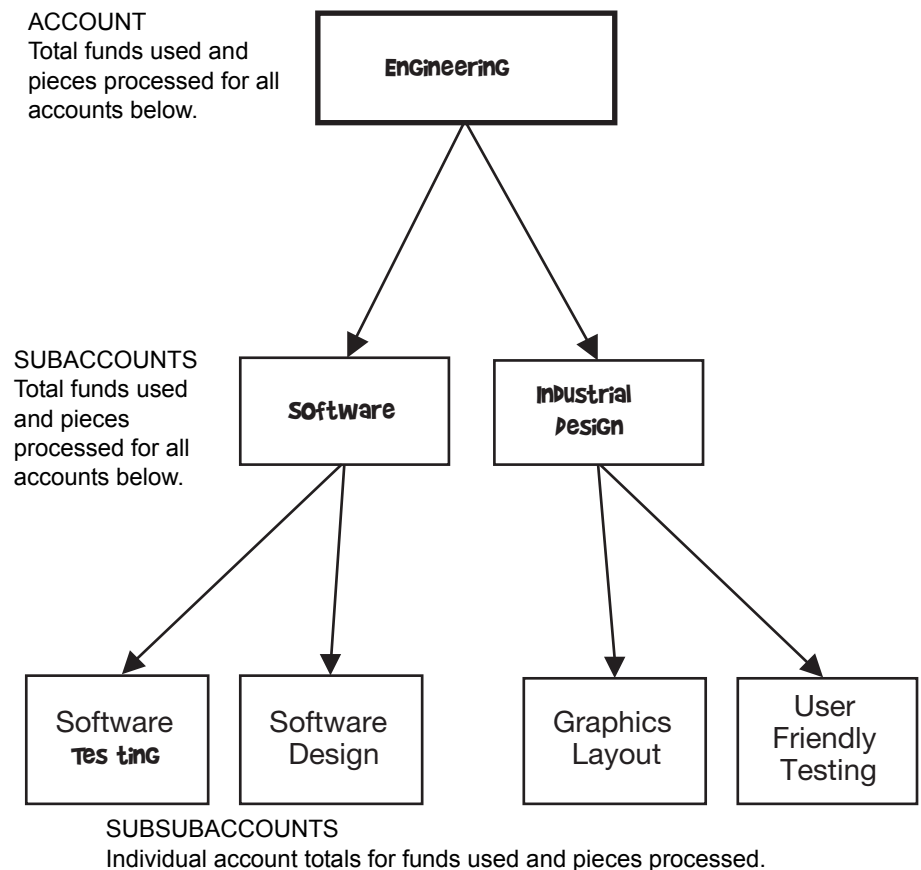 ACCOUNT
Total funds used and
pieces processed for all
accounts below.
Engineering
SUBACCOUNTS
Total funds used
and pieces
processed for all
accounts below.
Software
Industrial
Design
Software
Tes ting
Software
Design
Graphics
Layout
User
Friendly
Testing
SUBSUBACCOUNTS
Individual account totals for funds used and pieces processed.